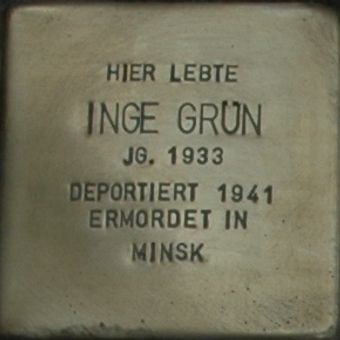 HIER LEBTE
INGE GRÜN
JG. 1933
DEPORTIERT 1941
ERMORDET IN
MINSK